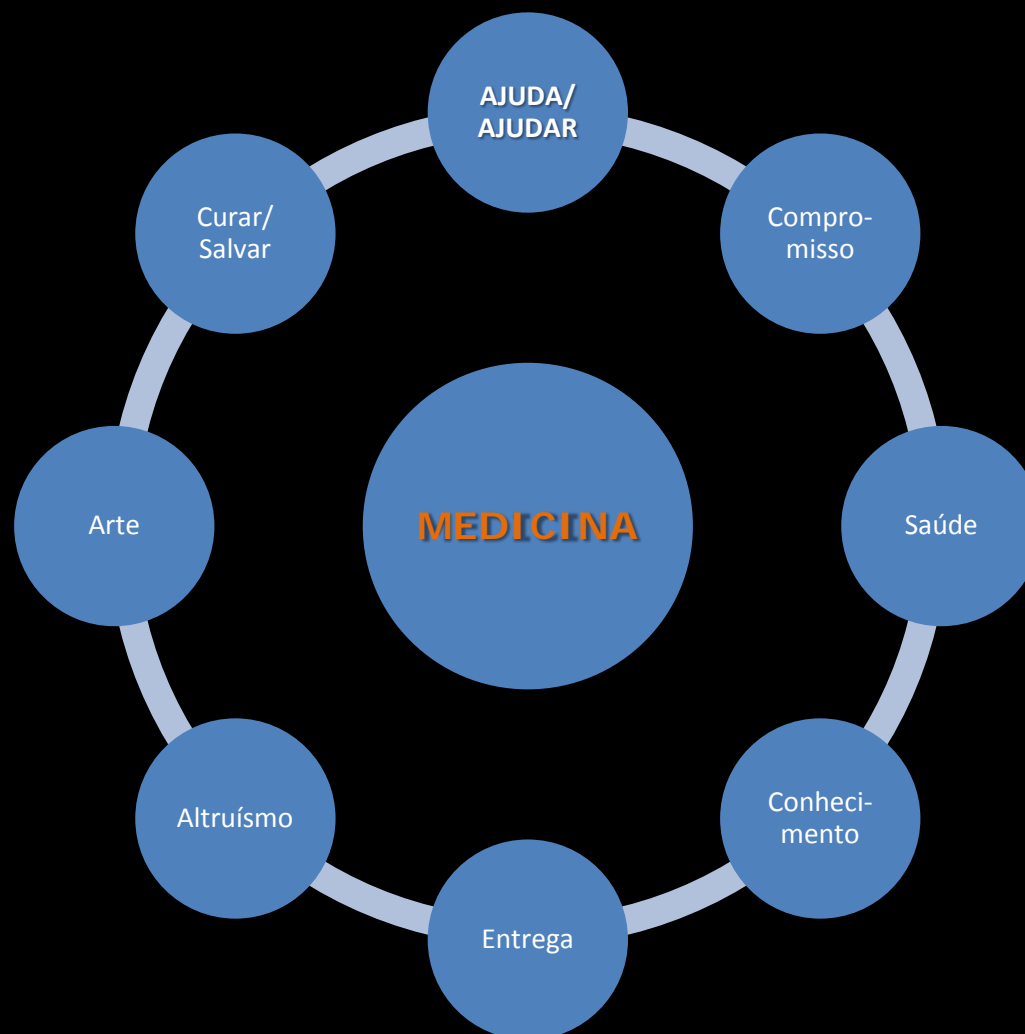 AJUDA/
AJUDAR
Compro-
misso
Saúde
Conheci-
mento
Entrega
Altruísmo
Arte
Curar/
Salvar
MEDICINA